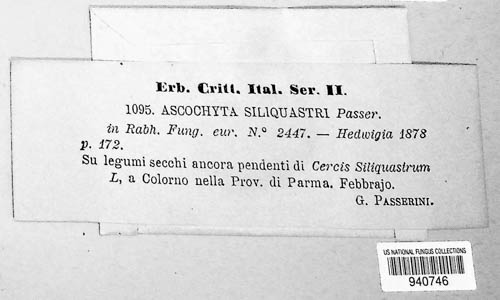 Erb. Critt. Ital. Ser. II.
1095. ASCOCHYTA SILIQUASTRI Passer.
in Rabh. Fung. eur. N.° 2447. — Hedwigia 1878
p. 172.
Su legumi secchi ancora pendenti di Cercis Siliquastrum
L, a Colorno nella Prov. di Parma. Febbrajo.
G. PASSERINI.
US NATIONAL FUNGUS COLLECTIONS
940746